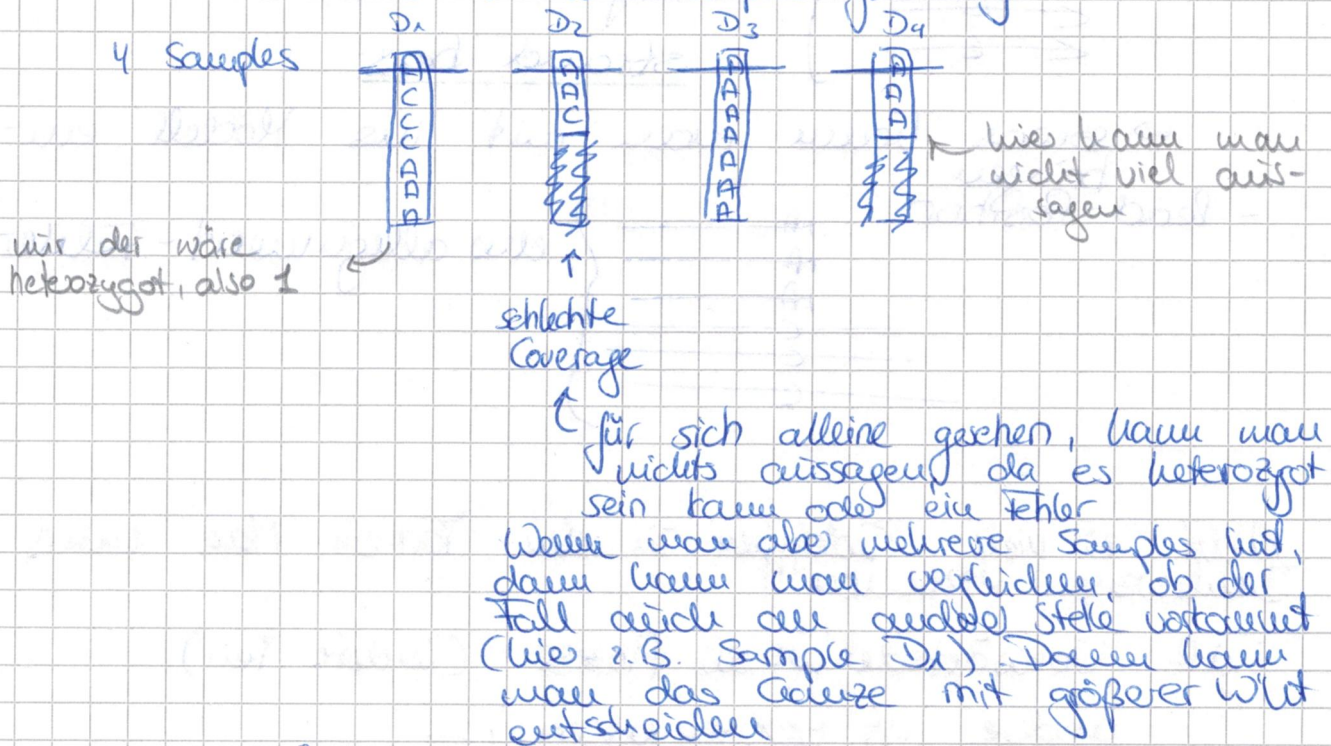 D1 D2 D3 D4
4 Samples
A A A A
C A A A
C C A A
C A
A A
A A
A A
hier kann man
nicht viel aus-
sagen
nur der wäre
heterozygot, also 1
schlechte
Coverage
für sich alleine gesehen, kann man
nichts aussagen, da es heterozygot
sein kann oder ein Fehler
Wenn man aber mehrere Samples hat,
dann kann man vergleichen, ob der
Fall auch an andere Stelle vorkommt
(hier z.B. Sample D1). Dann kann
man das Ganze mit größerer W'keit
entscheiden